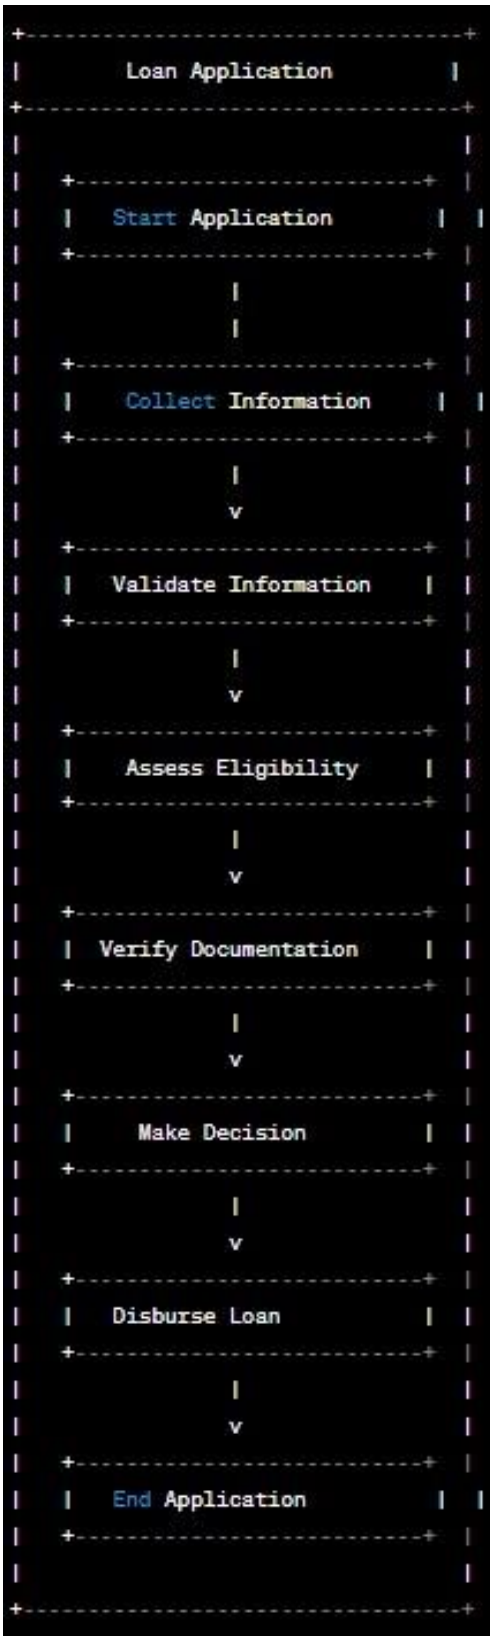 +----------------------------------+
|        Loan Application         |
+----------------------------------+
|                                  |
|   +---------------------------+  |
|   |   Start Application        |  |
|   +---------------------------+  |
|                |                 |
|                |                 |
|   +---------------------------+  |
|   |    Collect Information     |  |
|   +---------------------------+  |
|                |                 |
|                v                 |
|   +---------------------------+  |
|   |   Validate Information    |  |
|   +---------------------------+  |
|                |                 |
|                v                 |
|   +---------------------------+  |
|   |    Assess Eligibility     |  |
|   +---------------------------+  |
|                |                 |
|                v                 |
|   +---------------------------+  |
|   |  Verify Documentation     |  |
|   +---------------------------+  |
|                |                 |
|                v                 |
|   +---------------------------+  |
|   |     Make Decision         |  |
|   +---------------------------+  |
|                |                 |
|                v                 |
|   +---------------------------+  |
|   |   Disburse Loan           |  |
|   +---------------------------+  |
|                |                 |
|                v                 |
|   +---------------------------+  |
|   |   End Application          |  |
|   +---------------------------+  |
|                                  |
+----------------------------------+